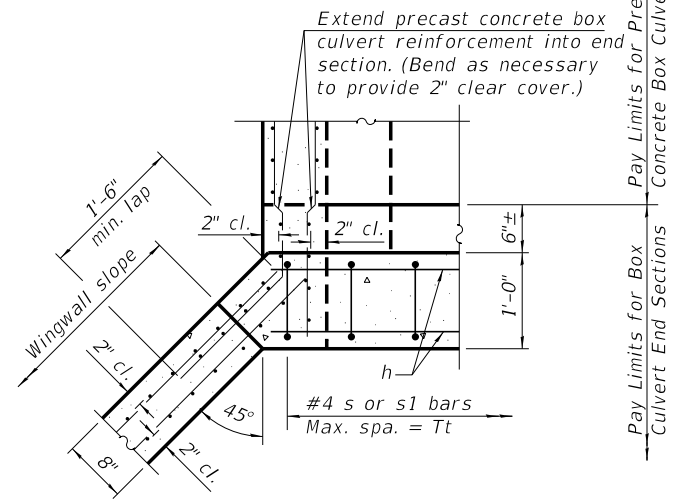 Extend precast concrete box
culvert reinforcement into end
section. (Bend as necessary
to provide 2" clear cover.)
Pay Limits for Pre
Concrete Box Culve
1'-6"
min. lap
2" cl.
2" cl.
6"±
Wingwall slope
1'-0"
Pay Limits for Box
Culvert End Sections
2" cl.
h
45°
#4 s or s1 bars
Max. spa. = Tt
8"
2" cl.